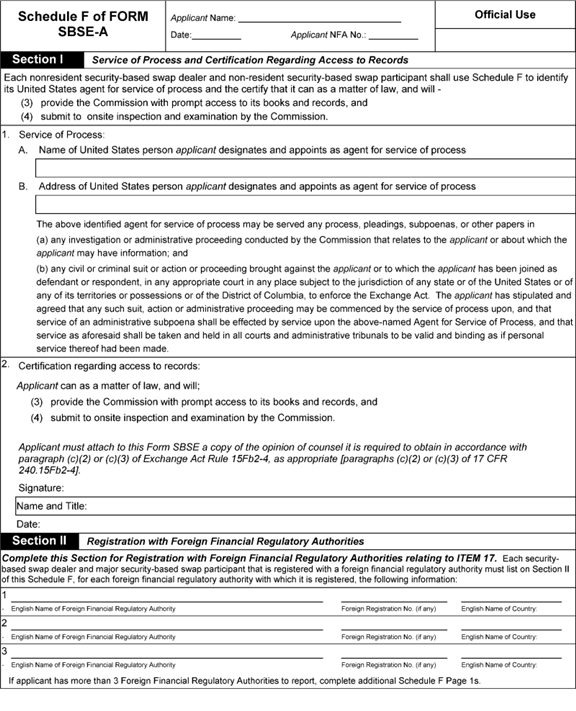 Schedule F of FORM
SBSE-A
Applicant Name:
Date:
Applicant NFA No.:
Official Use
Section I
Service of Process and Certification Regarding Access to Records
Each nonresident security-based swap dealer and non-resident security-based swap participant shall use Schedule F to identify
its United States agent for service of process and the certify that it can as a matter of law, and will -
(3) provide the Commission with prompt access to its books and records, and
(4) submit to onsite inspection and examination by the Commission.
1. Service of Process:
A. Name of United States person applicant designates and appoints as agent for service of process
B. Address of United States person applicant designates and appoints as agent for service of process
The above identified agent for service of process may be served any process, pleadings, subpoenas, or other papers in
(a) any investigation or administrative proceeding conducted by the Commission that relates to the applicant or about which the
applicant may have information; and
(b) any civil or criminal suit or action or proceeding brought against the applicant or to which the applicant has been joined as
defendant or respondent, in any appropriate court in any place subject to the jurisdiction of any state or of the United States or of
any of its territories or possessions or of the District of Columbia, to enforce the Exchange Act. The applicant has stipulated and
agreed that any such suit, action or administrative proceeding may be commenced by the service of process upon, and that
service of an administrative subpoena shall be effected by service upon the above-named Agent for Service of Process, and that
service as aforesaid shall be taken and held in all courts and administrative tribunals to be valid and binding as if personal
service thereof had been made.
2. Certification regarding access to records:
Applicant can as a matter of law, and will;
(3) provide the Commission with prompt access to its books and records, and
(4) submit to onsite inspection and examination by the Commission.
Applicant must attach to this Form SBSE a copy of the opinion of counsel it is required to obtain in accordance with
paragraph (c)(2) or (c)(3) of Exchange Act Rule 15Fb2-4, as appropriate [paragraphs (c)(2) or (c)(3) of 17 CFR
240.15Fb2-4].
Signature:
Name and Title:
Date:
Section II
Registration with Foreign Financial Regulatory Authorities
Complete this Section for Registration with Foreign Financial Regulatory Authorities relating to ITEM 17. Each security-
based swap dealer and major security-based swap participant that is registered with a foreign financial regulatory authority must list on Section II
of this Schedule F, for each foreign financial regulatory authority with which it is registered, the following information:
1
English Name of Foreign Financial Regulatory Authority
Foreign Registration No. (if any)
English Name of Country:
2
English Name of Foreign Financial Regulatory Authority
Foreign Registration No. (if any)
English Name of Country:
3
English Name of Foreign Financial Regulatory Authority
Foreign Registration No. (if any)
English Name of Country:
If applicant has more than 3 Foreign Financial Regulatory Authorities to report, complete additional Schedule F Page 1s.